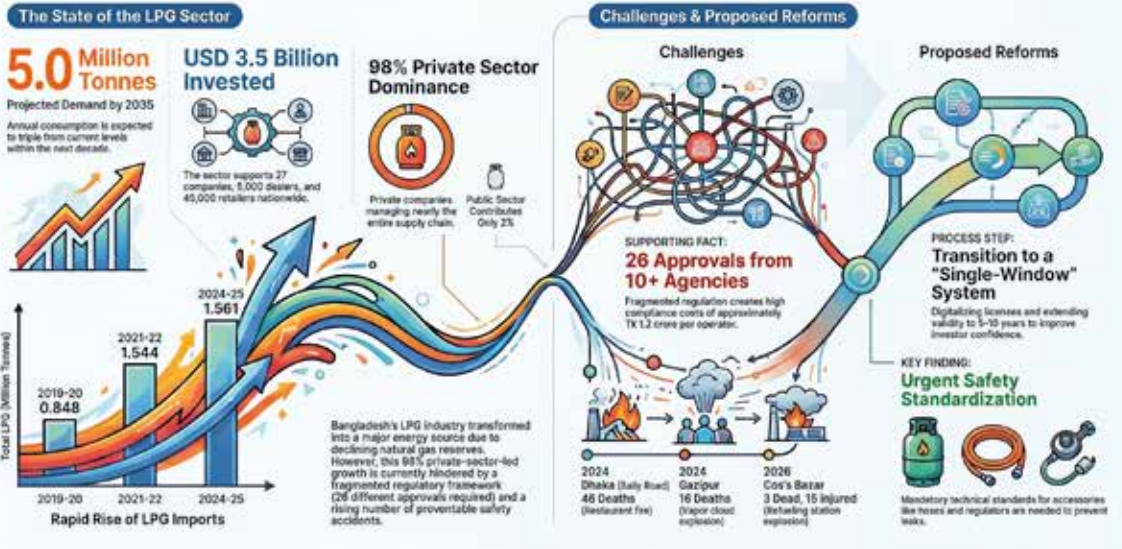 The State of the LPG Sector
5.0 Million
Tonnes
Projected Demand by 2035
Annual consumption is expected
to triple from current levels
within the next decade.
USD 3.5 Billion
Invested
The sector supports 27
companies, 5,000 dealers, and
45,000 retailers nationwide.
98% Private Sector
Dominance
Private companies
managing nearly the
entire supply chain.
Public Sector
Contributes
Only 2%
Total LPG (Million Tonnes)
2019-20
0.848
2021-22
1.544
2024-25
1.561
2019-20
2021-22
2024-25
Rapid Rise of LPG Imports
Bangladesh's LPG industry transformed
into a major energy source due to
declining natural gas reserves.
However, this 98% private-sector-led
growth is currently hindered by a
fragmented regulatory framework
(26 different approvals required) and a
rising number of preventable safety
accidents.
Challenges & Proposed Reforms
Challenges
SUPPORTING FACT:
26 Approvals from
10+ Agencies
Fragmented regulation creates high
compliance costs of approximately
Tk 1.2 crore per operator.
2024
Dhaka (Baily Road)
46 Deaths
(Restaurant fire)
2024
Gazipur
16 Deaths
(Vapor cloud
explosion)
2026
Cos's Bazar
3 Dead, 15 injured
(Refueling station
explosion)
Proposed Reforms
PROCESS STEP:
Transition to a
"Single-Window"
System
Digitalizing licenses and extending
validity to 5-10 years to improve
investor confidence.
KEY FINDING:
Urgent Safety
Standardization
Mandatory technical standards for accessories
like hoses and regulators are needed to prevent
leaks.